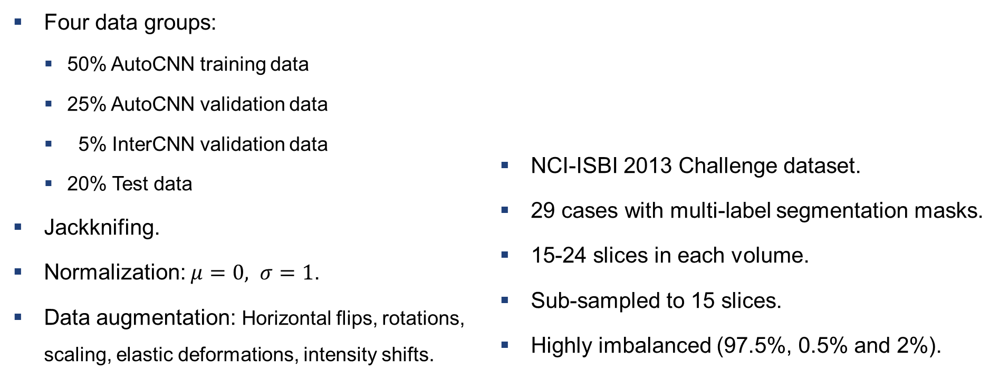 ▪ Four data groups:
▪ 50% AutoCNN training data
▪ 25% AutoCNN validation data
▪ 5% InterCNN validation data
▪ 20% Test data
▪ Jackknifing.
▪ Normalization: 𝜇 = 0, 𝜎 = 1.
▪ Data augmentation: Horizontal flips, rotations,
scaling, elastic deformations, intensity shifts.
▪ NCI-ISBI 2013 Challenge dataset.
▪ 29 cases with multi-label segmentation masks.
▪ 15-24 slices in each volume.
▪ Sub-sampled to 15 slices.
▪ Highly imbalanced (97.5%, 0.5% and 2%).